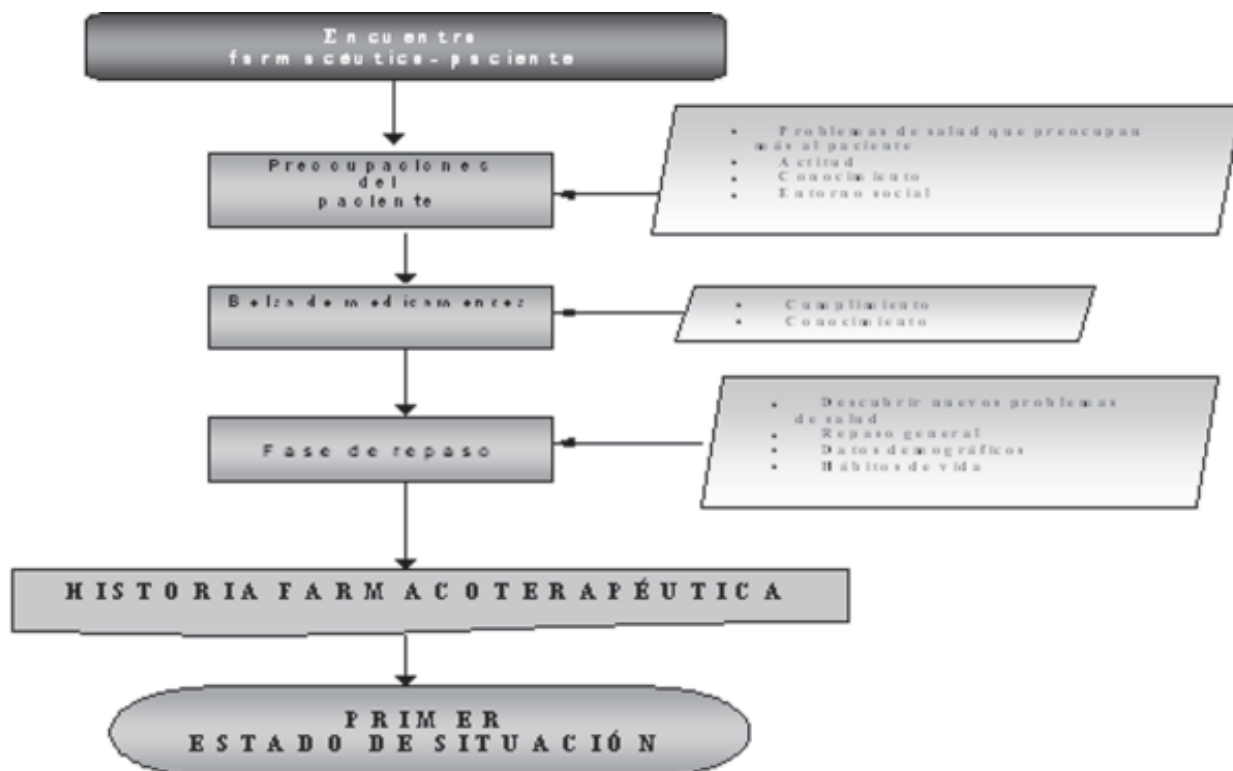 Encuentro
farmacéutico-paciente
• Problemas de salud que preocupan
más al paciente
• Actitud
• Conocimiento
• Entorno social
Preocupaciones
del
paciente
Bolsa de medicamentos
• Cumplimiento
• Conocimiento
• Descubrir nuevos problemas
de salud
• Repaso general
• Datos demográficos
• Hábitos de vida
Fase de repaso
HISTORIA FARMACOTERAPÉUTICA
PRIMER
ESTADO DE SITUACIÓN